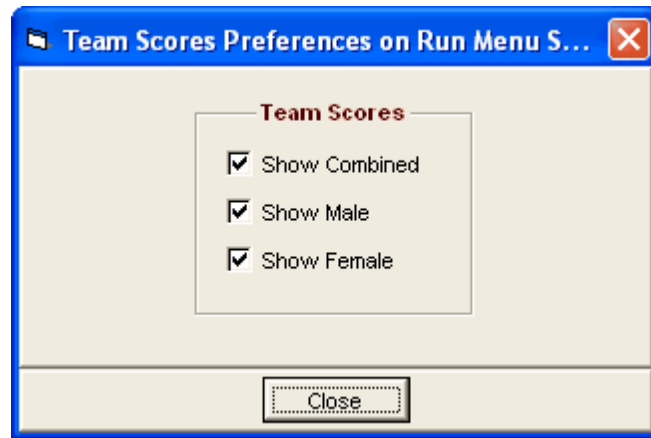 Team Scores Preferences on Run Menu S...
Team Scores
Show Combined
Show Male
Show Female
Close